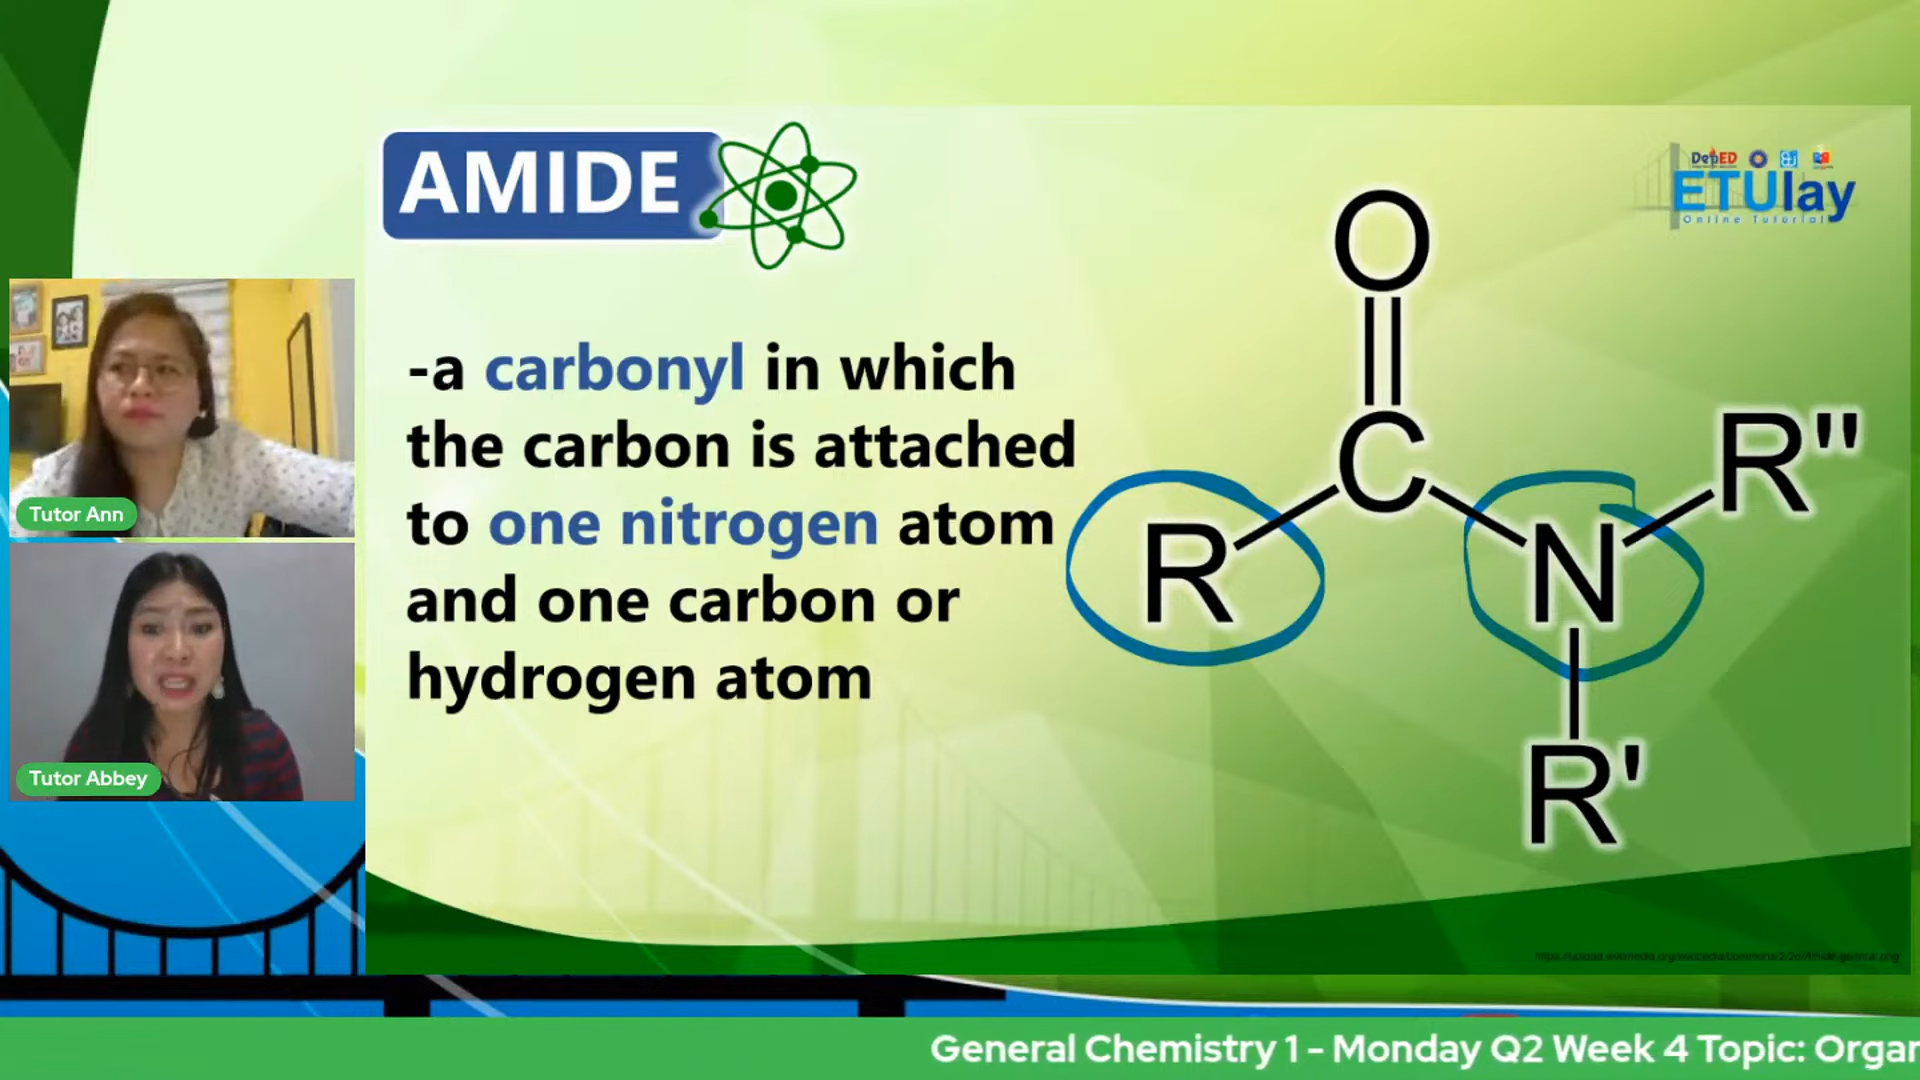 AMIDE
DepED
ETUlay
Online Tutorial
-a carbonyl in which
the carbon is attached
to one nitrogen atom
and one carbon or
hydrogen atom
O
C
R
N
R"
R'
Tutor Ann
Tutor Abbey
General Chemistry 1 - Monday Q2 Week 4 Topic: Organ